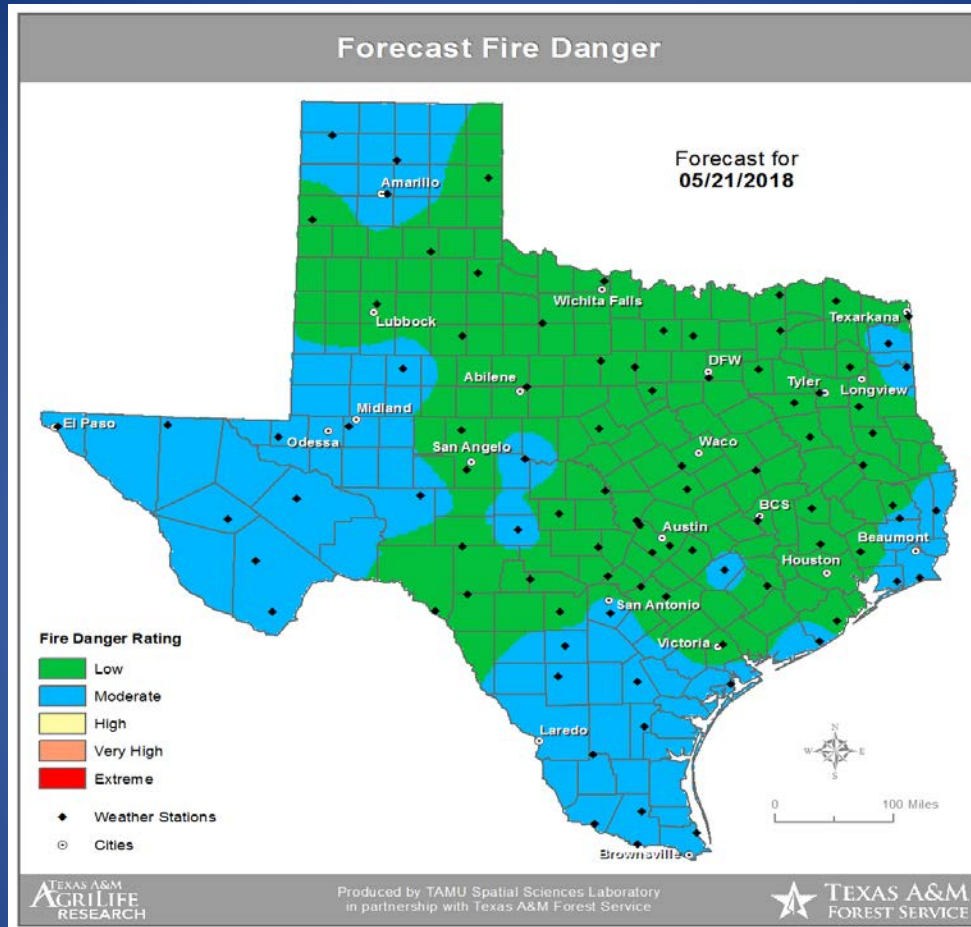 Forecast Fire Danger
Forecast for
05/21/2018
Amarillo
Wichita Falls
Lubbock
Texarkana
DFW
Abilene
Tyler
Longview
Midland
El Paso
Odessa
San Angelo
Waco
BCS
Austin
Beaumont
Houston
San Antonio
Victoria
Laredo
Brownsville
Fire Danger Rating
Low
Moderate
High
Very High
Extreme
Weather Stations
Cities
N
W E
S
0 100 Miles
TEXAS A&M
AGRILIFE
RESEARCH
Produced by TAMU Spatial Sciences Laboratory
in partnership with Texas A&M Forest Service
TEXAS A&M
FOREST SERVICE